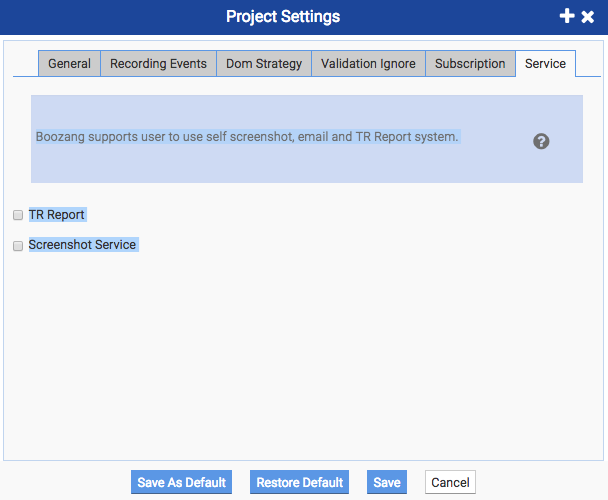 Project Settings
General Recording Events Dom Strategy Validation Ignore Subscription Service
Boozang supports user to use self screenshot, email and TR Report system.
TR Report
Screenshot Service
Save As Default Restore Default Save Cancel